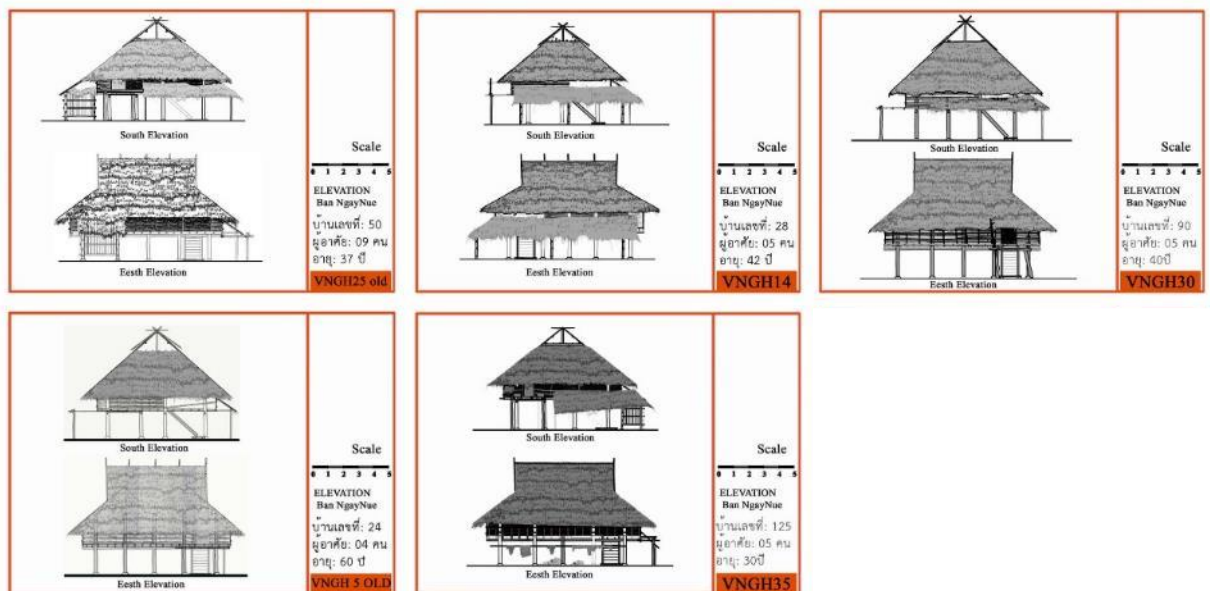 South Elevation
Eesth Elevation
Scale
0 1 2 3 4 5
ELEVATION
Ban NgayNue
บ้านเลขที่: 50
ผู้อาศัย: 09 คน
อายุ: 37 ปี
VNGH25 old
South Elevation
Eesth Elevation
Scale
0 1 2 3 4 5
ELEVATION
Ban NgayNue
บ้านเลขที่: 28
ผู้อาศัย: 05 คน
อายุ: 42 ปี
VNGH14
South Elevation
Eesth Elevation
Scale
0 1 2 3 4 5
ELEVATION
Ban NgayNue
บ้านเลขที่: 90
ผู้อาศัย: 05 คน
อายุ: 40ปี
VNGH30
South Elevation
Eesth Elevation
Scale
0 1 2 3 4 5
ELEVATION
Ban NgayNue
บ้านเลขที่: 24
ผู้อาศัย: 04 คน
อายุ: 60 ปี
VNGH 5 OLD
South Elevation
Eesth Elevation
Scale
0 1 2 3 4 5
ELEVATION
Ban NgayNue
บ้านเลขที่: 125
ผู้อาศัย: 05 คน
อายุ: 30ปี
VNGH35